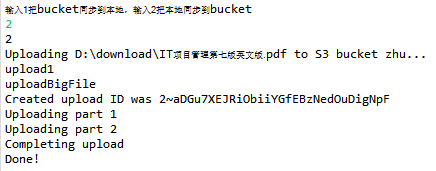 输入1把bucket同步到本地，输入2把本地同步到bucket
2
2
Uploading D:\download\IT项目管理第七版英文版.pdf to S3 bucket zhu...
upload1
uploadBigFile
Created upload ID was 2~aDGu7XEJRiObiiYGfEBzNedOuDigNpF
Uploading part 1
Uploading part 2
Completing upload
Done!